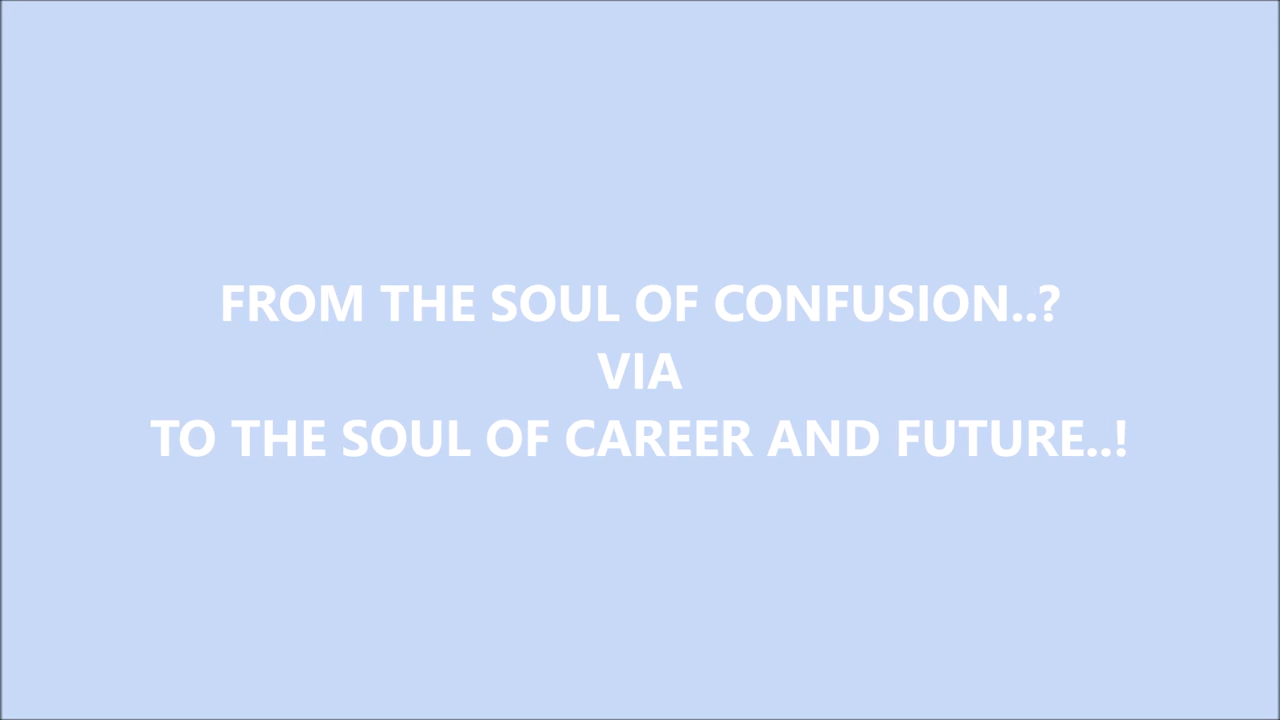 FROM THE SOUL OF CONFUSION..?
VIA
TO THE SOUL OF CAREER AND FUTURE..!